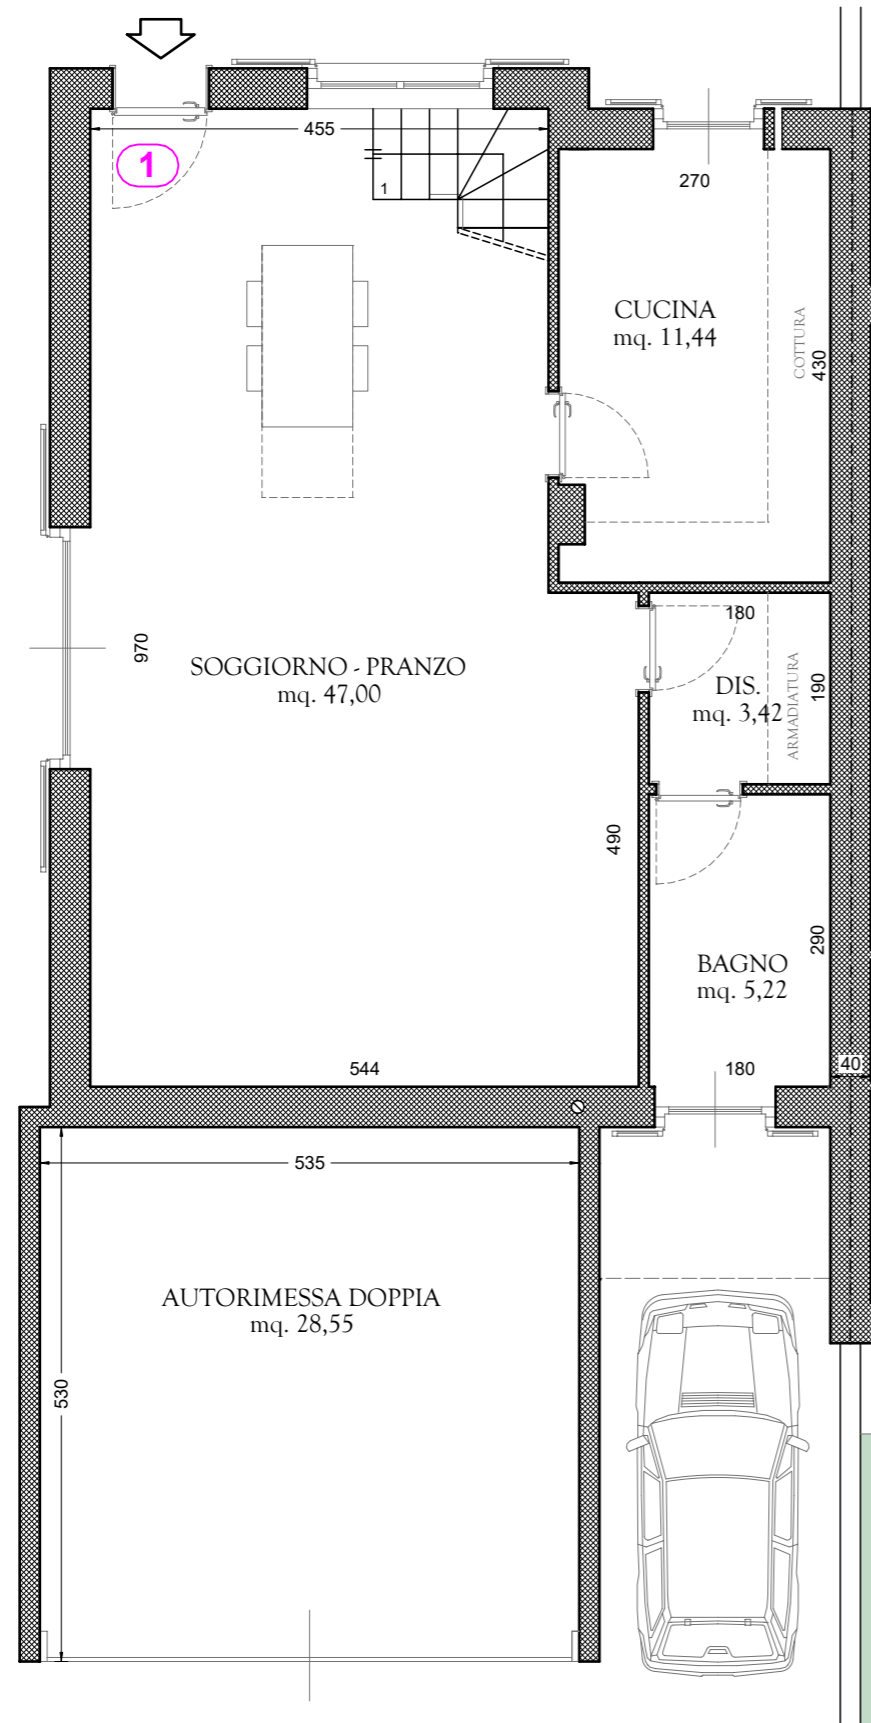 1
455
1
270
CUCINA
mq. 11,44
COTTURA
430
970
SOGGIORNO - PRANZO
mq. 47,00
180
DIS.
mq. 3,42
ARMADIATURA
190
490
BAGNO
mq. 5,22
290
544
180
40
535
AUTORIMESSA DOPPIA
mq. 28,55
530